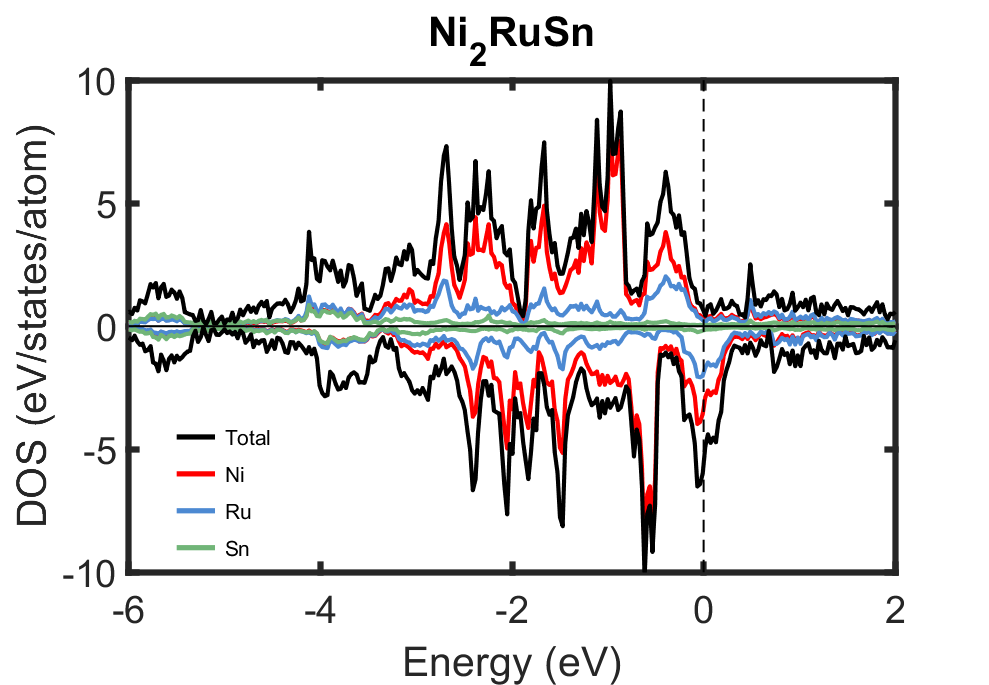 Ni₂RuSn
DOS (eV/states/atom)
10
5
0
-5
-10
Total
Ni
Ru
Sn
-6 -4 -2 0 2
Energy (eV)